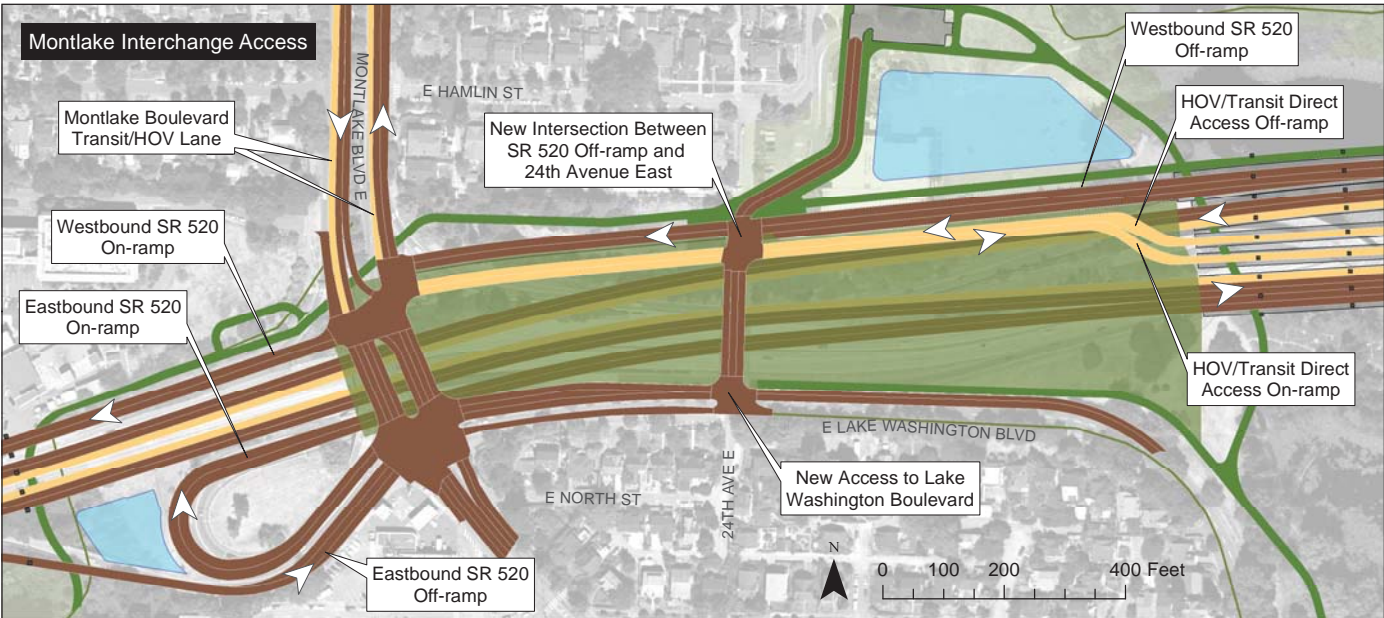 Montlake Interchange Access
Westbound SR 520
Off-ramp
HOV/Transit Direct
Access Off-ramp
E HAMLIN ST
MONTLAKE BLVD E
Montlake Boulevard
Transit/HOV Lane
New Intersection Between
SR 520 Off-ramp and
24th Avenue East
Westbound SR 520
On-ramp
Eastbound SR 520
On-ramp
HOV/Transit Direct
Access On-ramp
E LAKE WASHINGTON BLVD
E NORTH ST
24TH AVE E
New Access to Lake
Washington Boulevard
Eastbound SR 520
Off-ramp
N
0 100 200 400 Feet